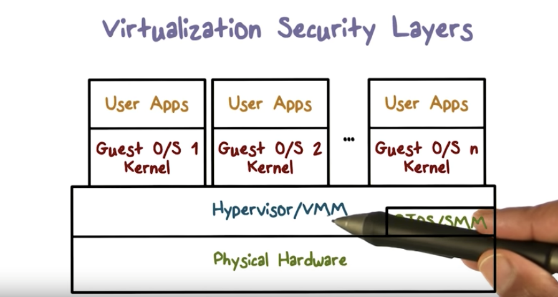 Virtualization Security Layers
User Apps
User Apps
User Apps
Guest O/S 1
Kernel
Guest O/S 2
Kernel
...
Guest O/S n
Kernel
Hypervisor/VMM
Physical Hardware